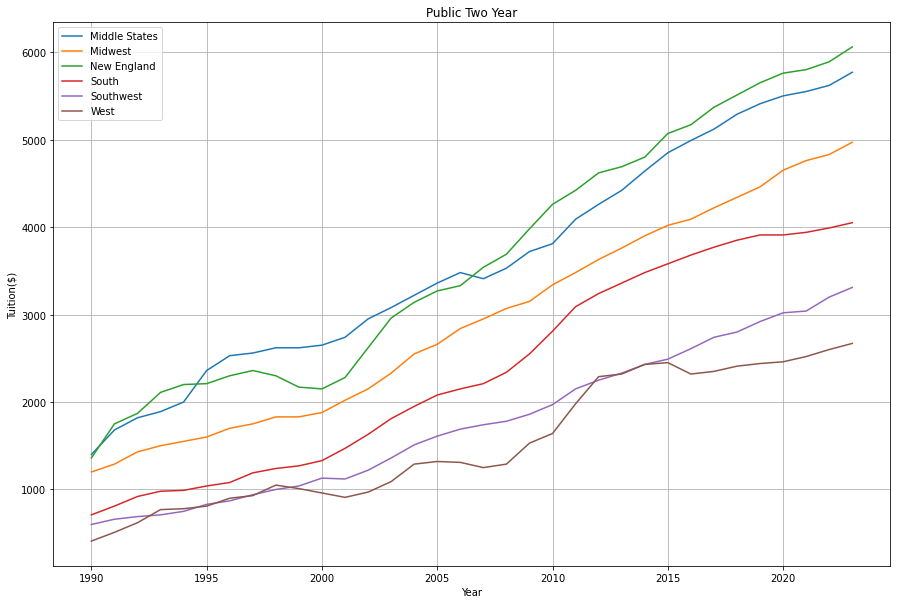 Public Two Year
Middle States
Midwest
New England
South
Southwest
West
6000
5000
4000
3000
2000
1000
Tuition($)
1990 1995 2000 2005 2010 2015 2020
Year